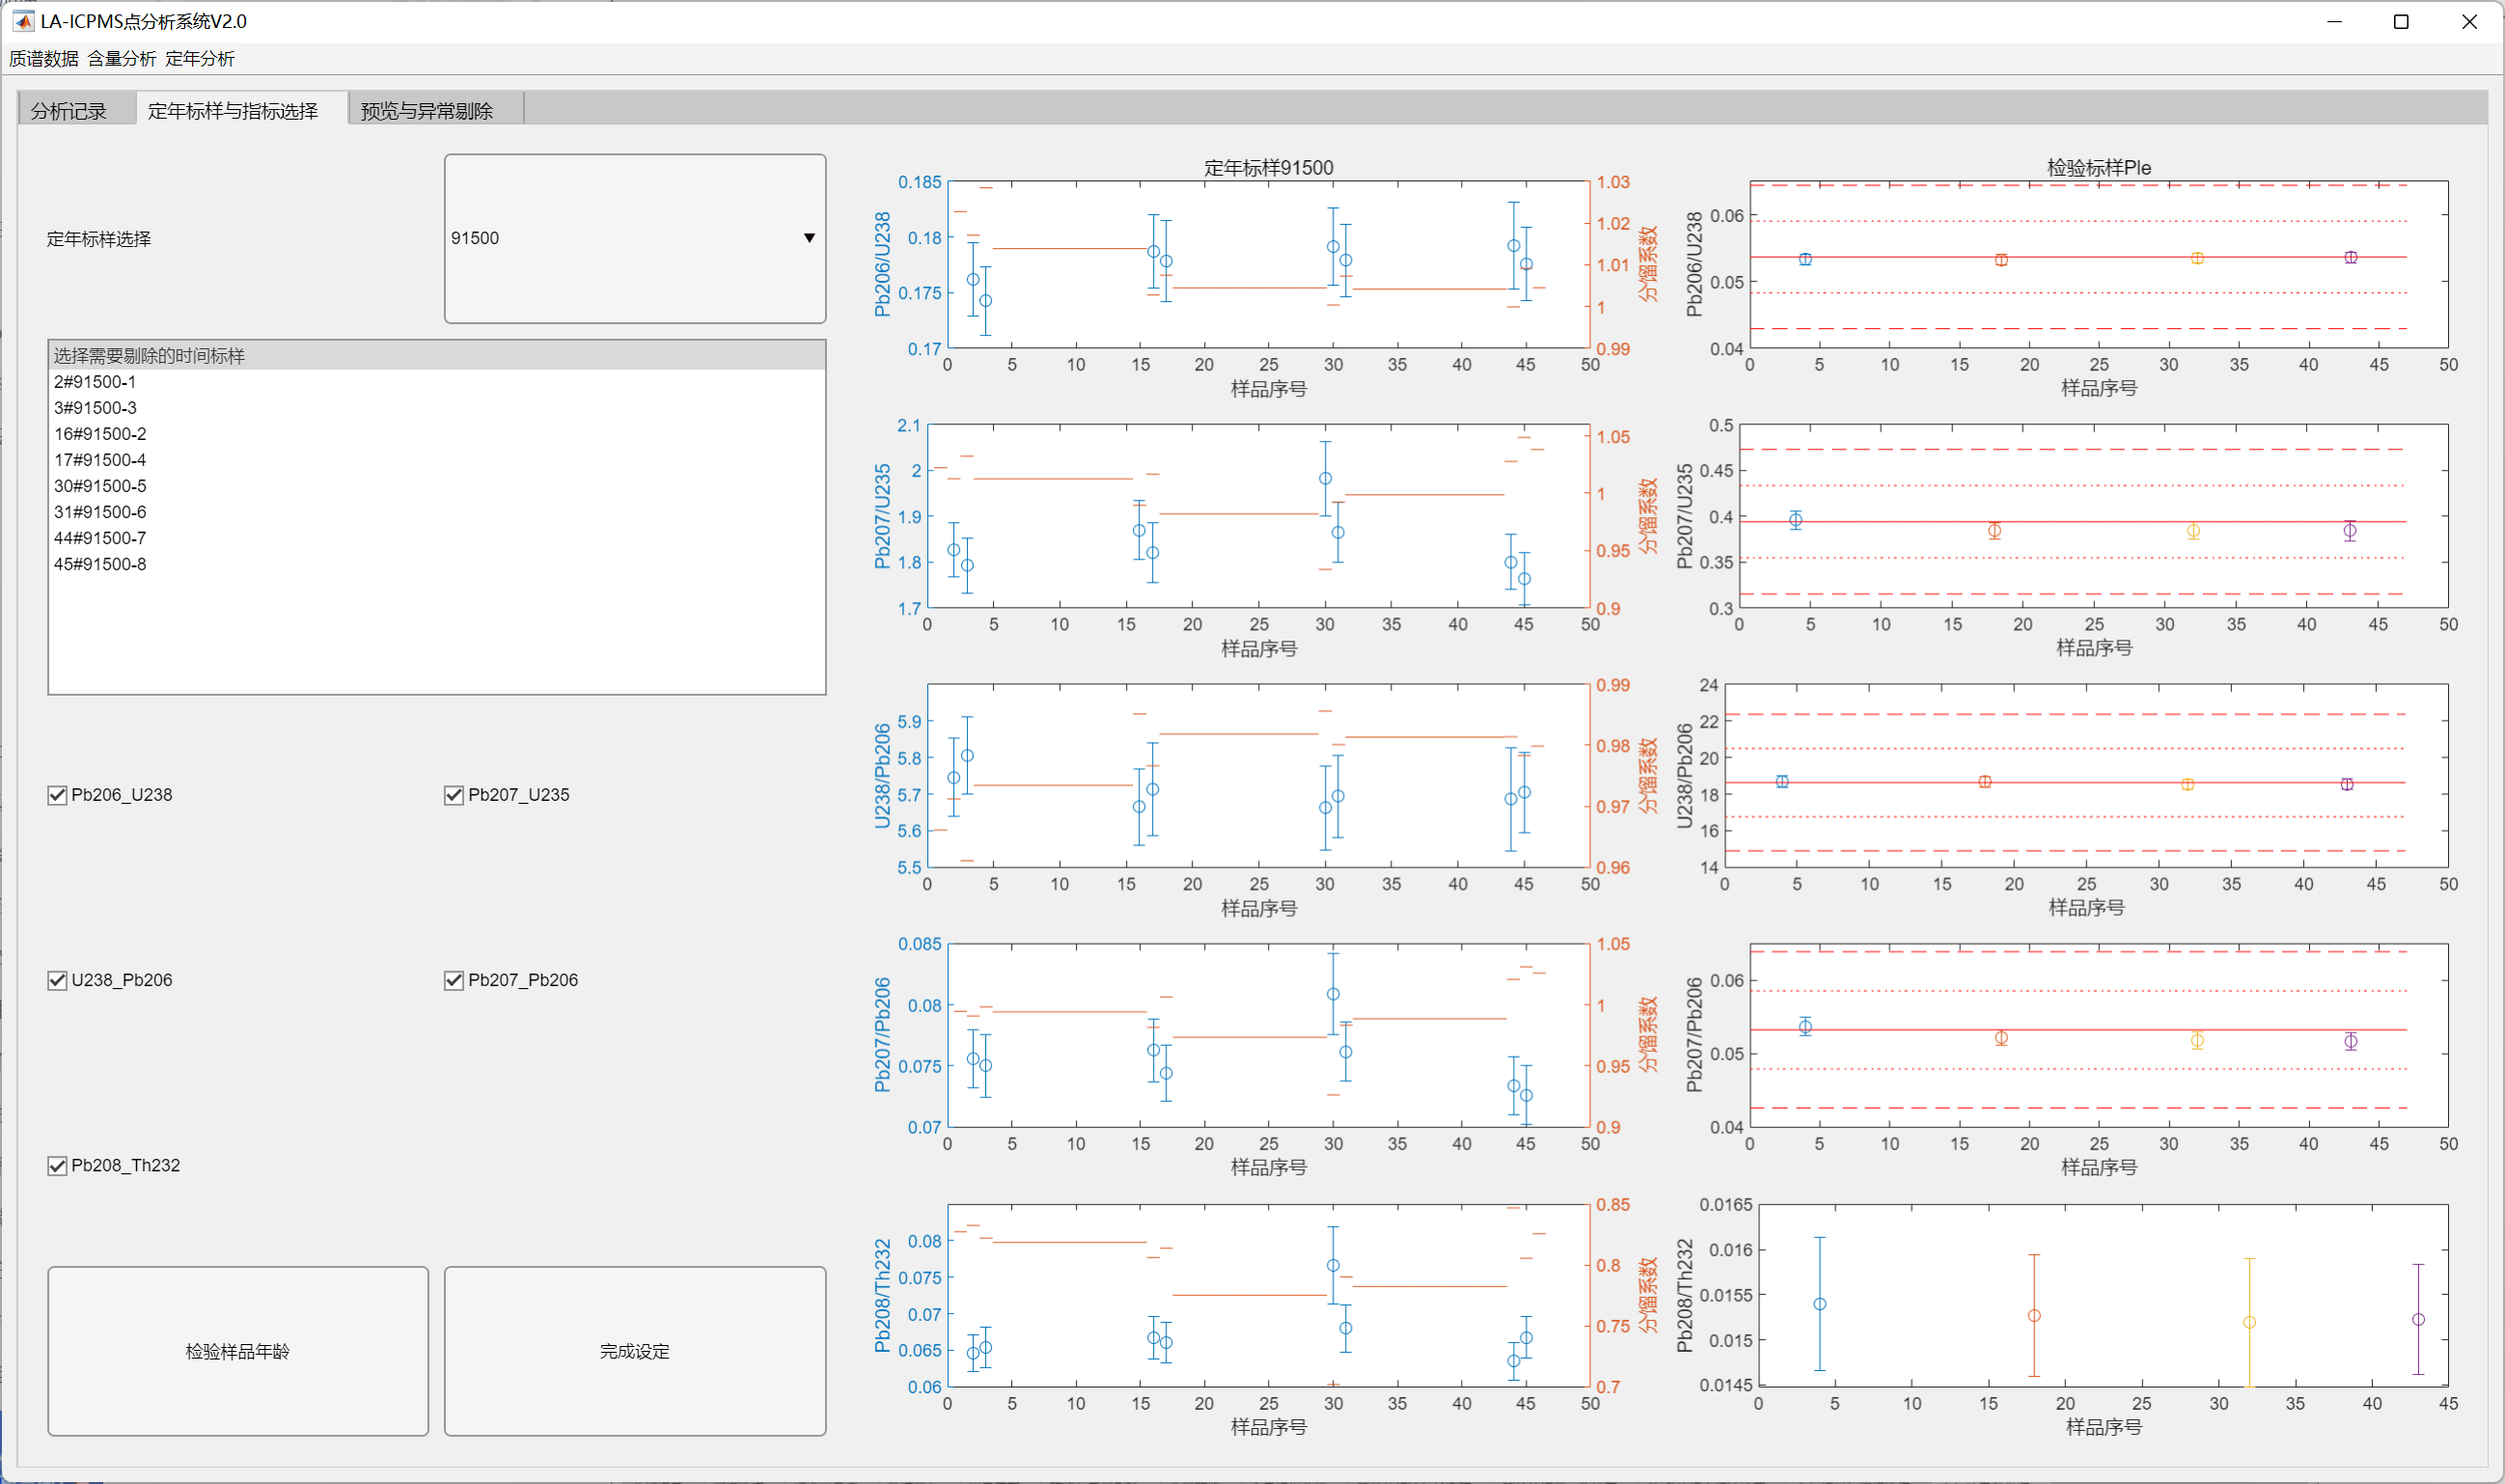 LA-ICPMS点分析系统V2.0
质谱数据 含量分析 定年分析
分析记录 定年标样与指标选择 预览与异常剔除
定年标样选择
91500
选择需要剔除的时间标样
2#91500-1
3#91500-3
16#91500-2
17#91500-4
30#91500-5
31#91500-6
44#91500-7
45#91500-8
Pb206_U238 Pb207_U235
U238_Pb206 Pb207_Pb206
Pb208_Th232
检验样品年龄 完成设定
定年标样91500
Pb206/U238
0.185
0.18
0.175
0.17
1.03
1.02
1.01
1
0.99
分馏系数
0 5 10 15 20 25 30 35 40 45 50
样品序号
检验标样Ple
Pb206/U238
0.06
0.05
0.04
0 5 10 15 20 25 30 35 40 45 50
样品序号
Pb207/U235
2.1
2
1.9
1.8
1.7
1.05
1
0.95
0.9
分馏系数
0 5 10 15 20 25 30 35 40 45 50
样品序号
Pb207/U235
0.5
0.45
0.4
0.35
0.3
0 5 10 15 20 25 30 35 40 45 50
样品序号
U238/Pb206
5.9
5.8
5.7
5.6
5.5
0.99
0.98
0.97
0.96
分馏系数
0 5 10 15 20 25 30 35 40 45 50
样品序号
U238/Pb206
24
22
20
18
16
14
0 5 10 15 20 25 30 35 40 45 50
样品序号
Pb207/Pb206
0.085
0.08
0.075
0.07
1.05
1
0.95
0.9
分馏系数
0 5 10 15 20 25 30 35 40 45 50
样品序号
Pb207/Pb206
0.06
0.05
0.04
0 5 10 15 20 25 30 35 40 45 50
样品序号
Pb208/Th232
0.08
0.075
0.07
0.065
0.06
0.85
0.8
0.75
0.7
分馏系数
0 5 10 15 20 25 30 35 40 45 50
样品序号
Pb208/Th232
0.0165
0.016
0.0155
0.015
0.0145
0 5 10 15 20 25 30 35 40 45
样品序号